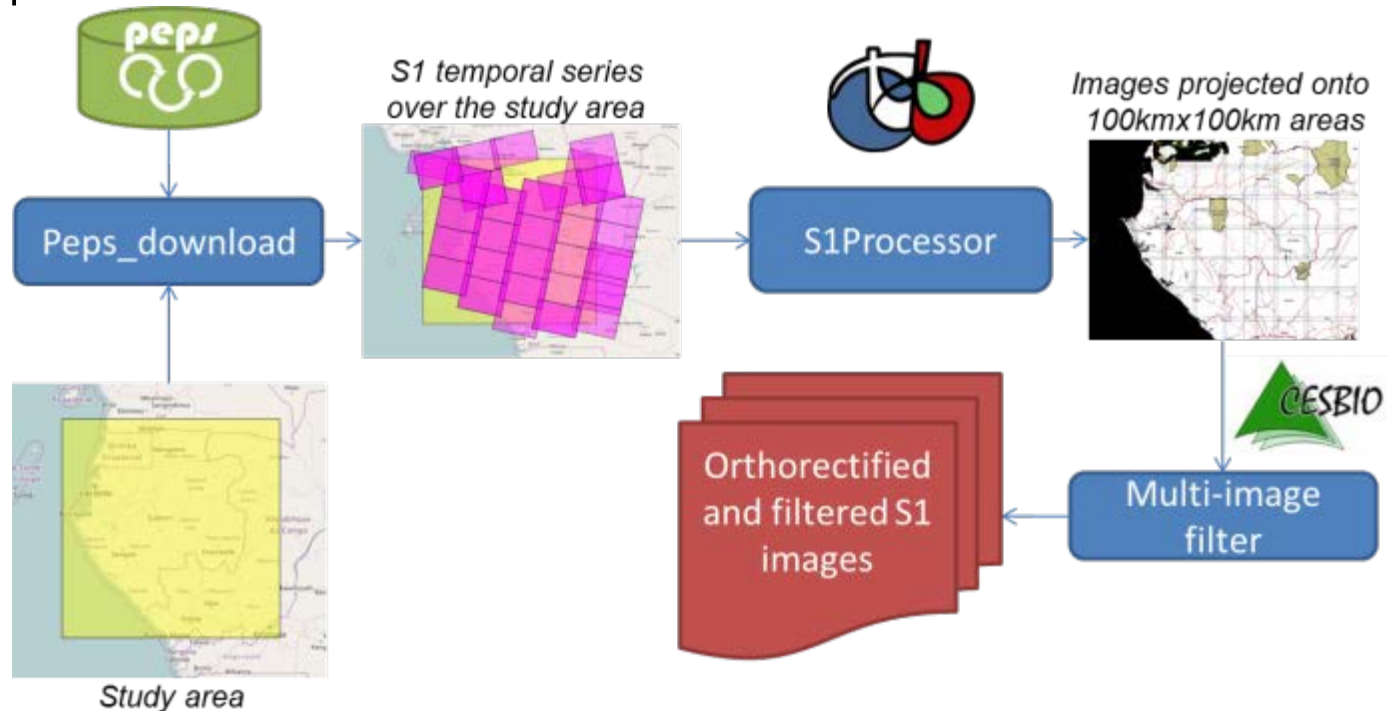 peps
S1 temporal series
over the study area
Images projected onto
100kmx100km areas
Peps_download
S1Processor
CESBIO
Orthorectified
and filtered S1
images
Multi-image
filter
Study area